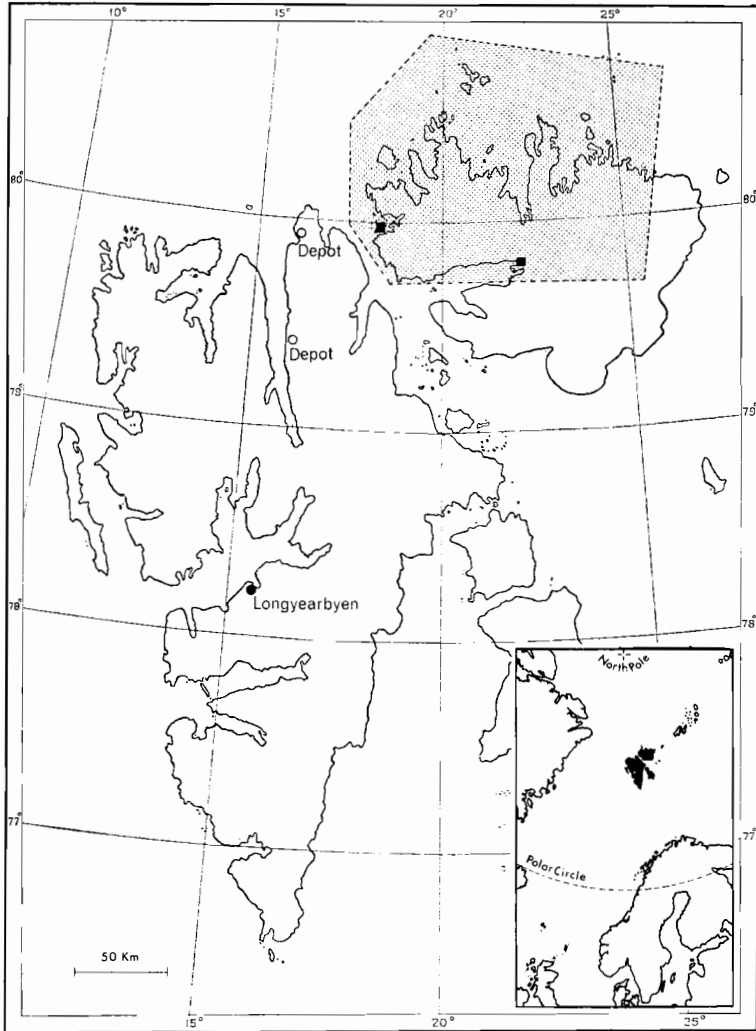 10° 15° 20° 25°
80° 80°
Depot
Depot
79° 79°
Longyearbyen
78° 78°
North Pole
77° 77°
Polar Circle
50 Km
15° 20° 25°